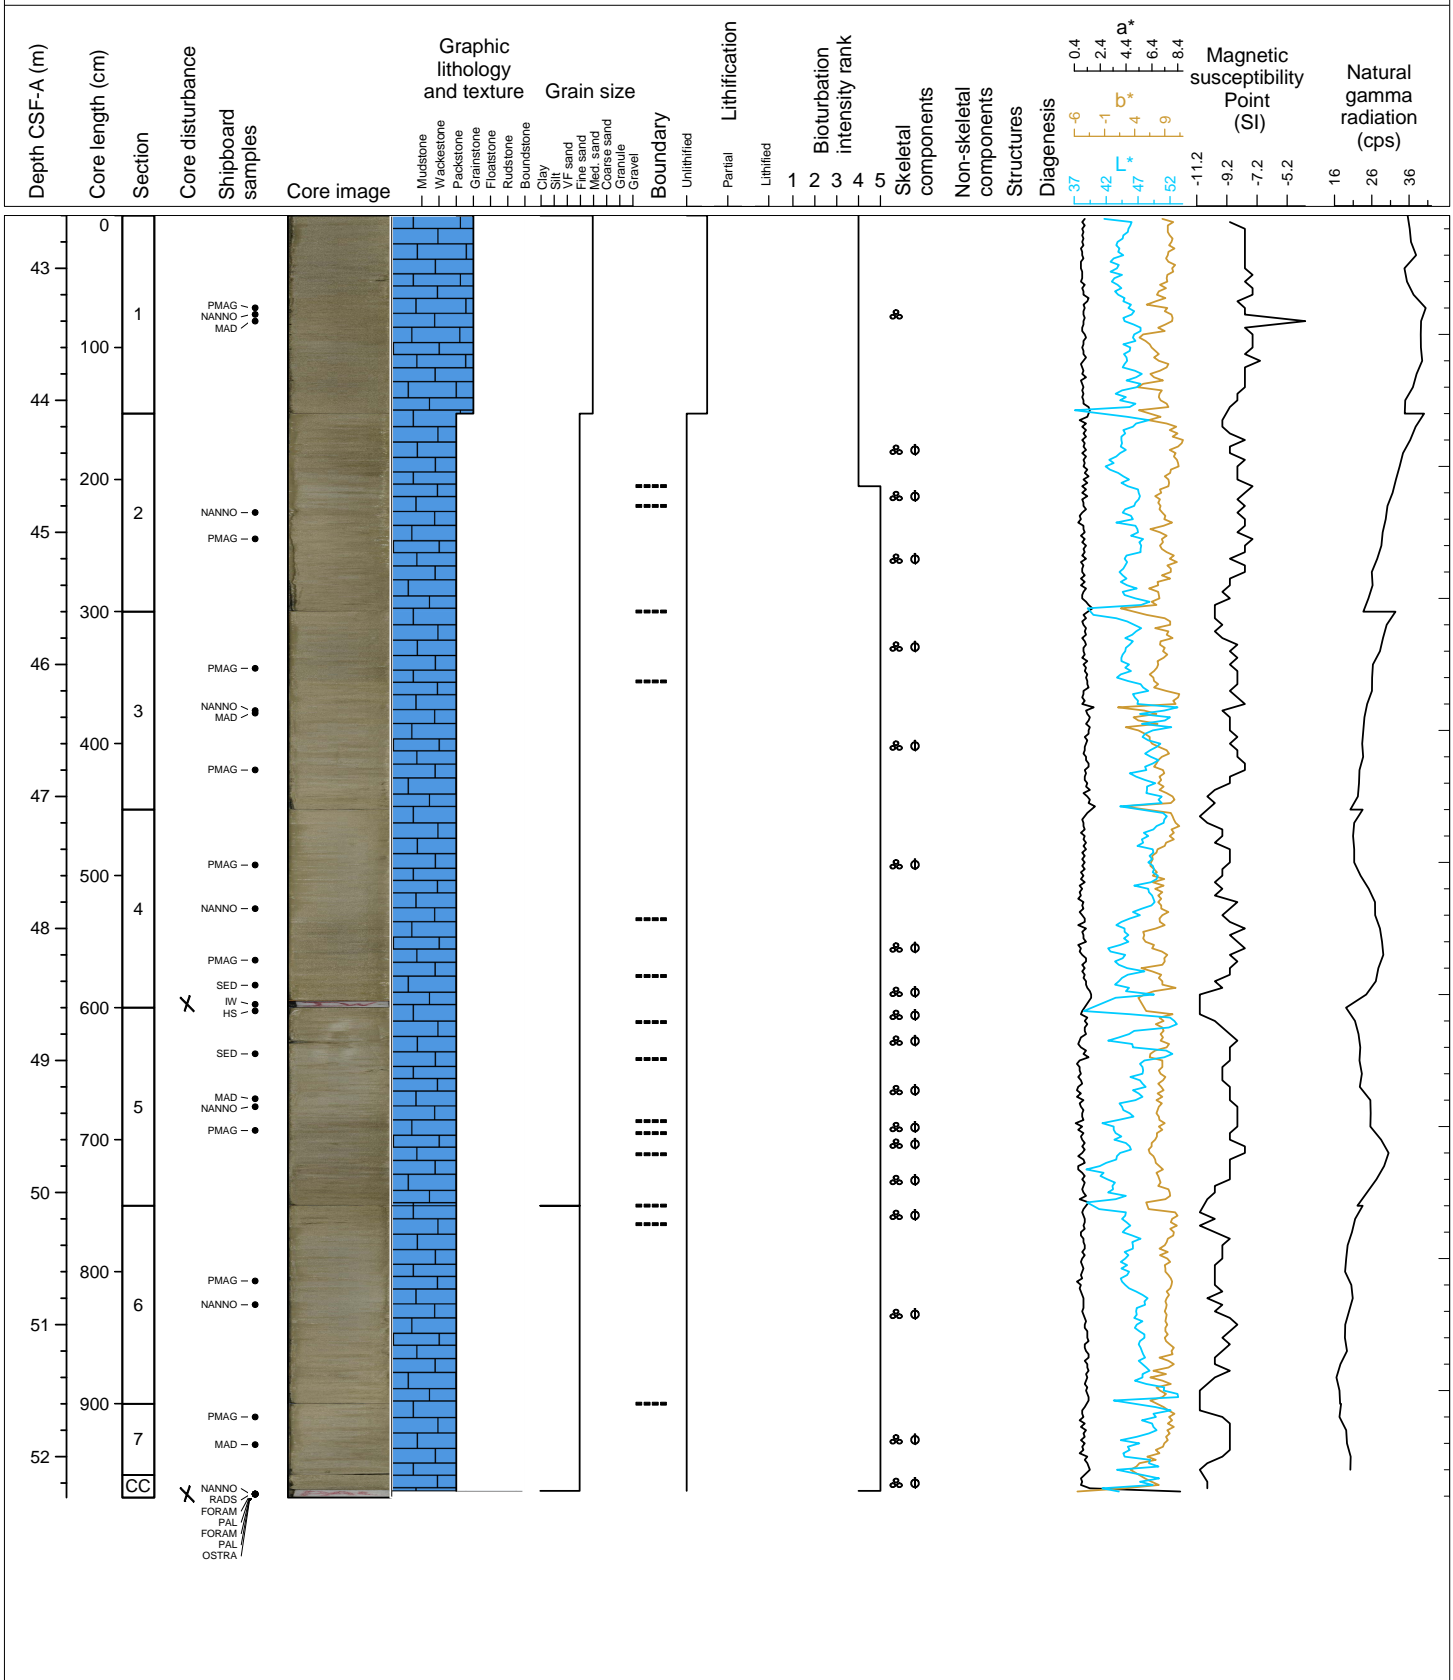 Depth CSF-A (m)
Core length (cm)
Section
Core disturbance
Shipboard
samples
Core image
Graphic
lithology
and texture
Mudstone
Wackestone
Packstone
Grainstone
Floatstone
Rudstone
Boundstone
Grain size
Clay
Silt
VF sand
Fine sand
Med. sand
Coarse sand
Granule
Gravel
Boundary
Lithification
Unlithified
Partial
Lithified
Bioturbation
intensity rank
1 2 3 4 5
Skeletal
components
Non-skeletal
components
Structures
Diagenesis
a*
0.4 2.4 4.4 6.4 8.4
b*
-6 -1 4 9
L*
37 42 47 52
Magnetic
susceptibility
Point
(SI)
-11.2 -9.2 -7.2 -5.2
Natural
gamma
radiation
(cps)
16 26 36
0
43
1
PMAG
NANNO
MAD
100
44
200
2
NANNO
45
PMAG
300
46
PMAG
3
NANNO
MAD
400
PMAG
47
PMAG
500
4
NANNO
48
PMAG
SED
IW
600
HS
49
SED
MAD
5
NANNO
PMAG
700
50
800
PMAG
6
NANNO
51
900
PMAG
7
MAD
52
CC
NANNO
RADS
FORAM
PAL
FORAM
PAL
OSTRA